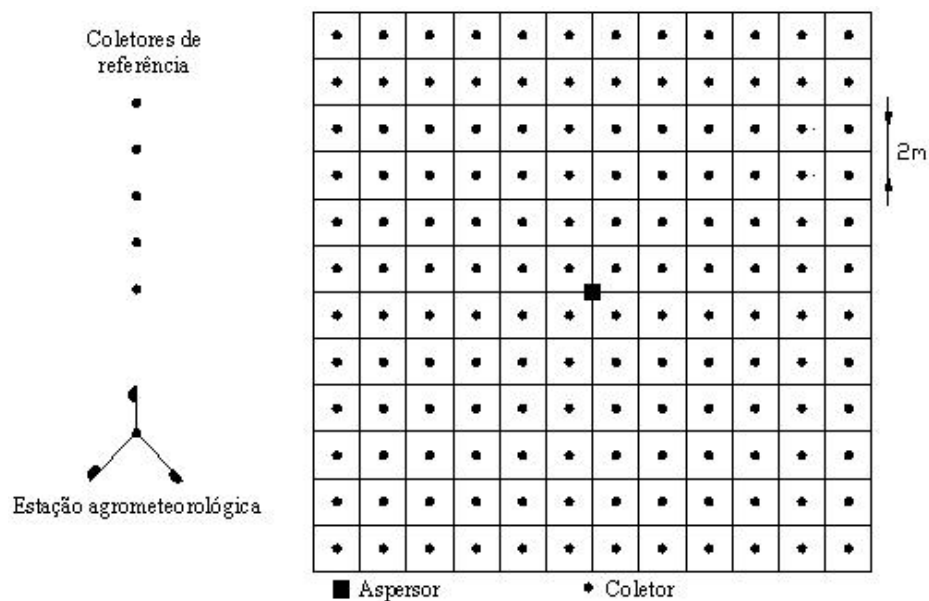 Coletores de
referência
2m
Estação agrometeorológica
Aspersor
Coletor